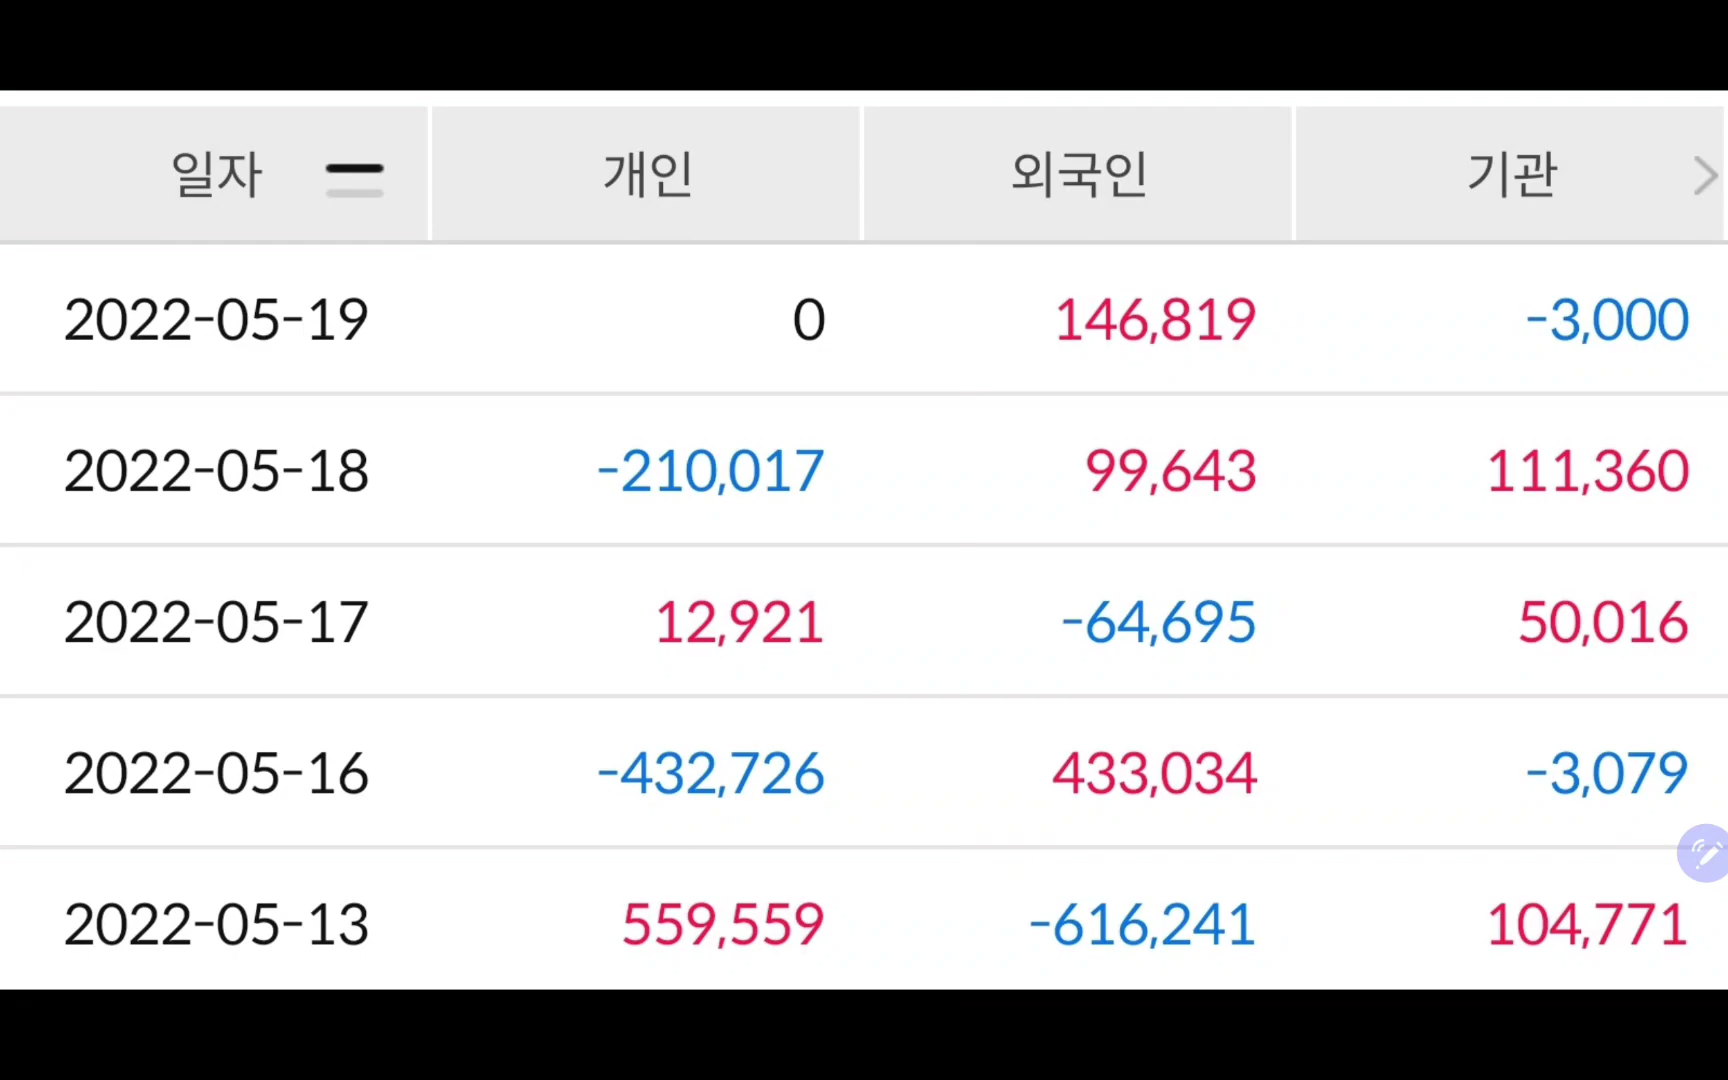 일자 개인 외국인 기관
2022-05-19 0 146,819 -3,000
2022-05-18 -210,017 99,643 111,360
2022-05-17 12,921 -64,695 50,016
2022-05-16 -432,726 433,034 -3,079
2022-05-13 559,559 -616,241 104,771